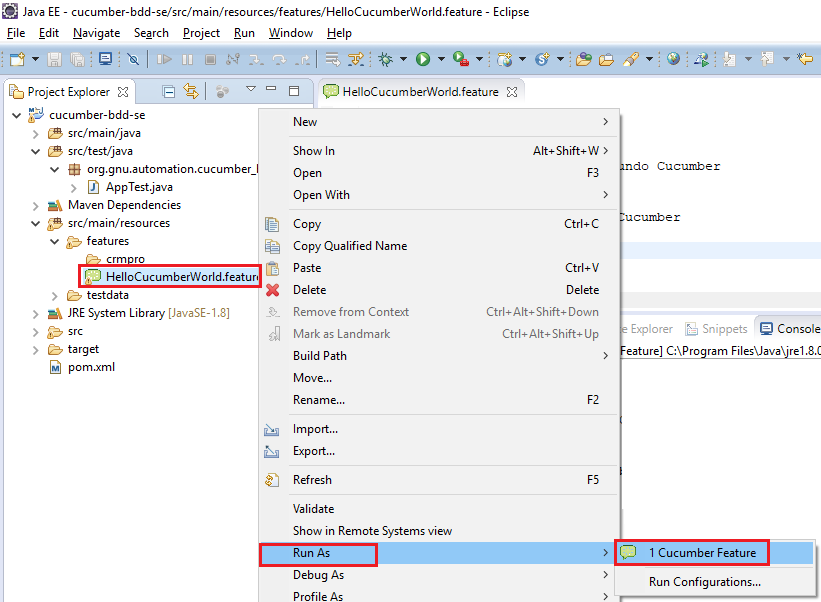 Java EE - cucumber-bdd-se/src/main/resources/features/HelloCucumberWorld.feature - Eclipse
File Edit Navigate Search Project Run Window Help
Project Explorer
HelloCucumberWorld.feature
cucumber-bdd-se
src/main/java
src/test/java
org.gnu.automation.cucumber_
AppTest.java
Maven Dependencies
src/main/resources
features
crmpro
HelloCucumberWorld.feature
testdata
JRE System Library [JavaSE-1.8]
src
target
pom.xml
New
Show In Alt+Shift+W
Open F3
Open With
Copy Ctrl+C
Copy Qualified Name
Paste Ctrl+V
Delete Delete
Remove from Context Ctrl+Alt+Shift+Down
Mark as Landmark Ctrl+Alt+Shift+Up
Build Path
Move...
Rename... F2
Import...
Export...
Refresh F5
Validate
Show in Remote Systems view
Run As
Debug As
Profile As
1 Cucumber Feature
Run Configurations...
undo Cucumber
Cucumber
e Explorer Snippets Console
Feature] C:\Program Files\Java\jre1.8.0